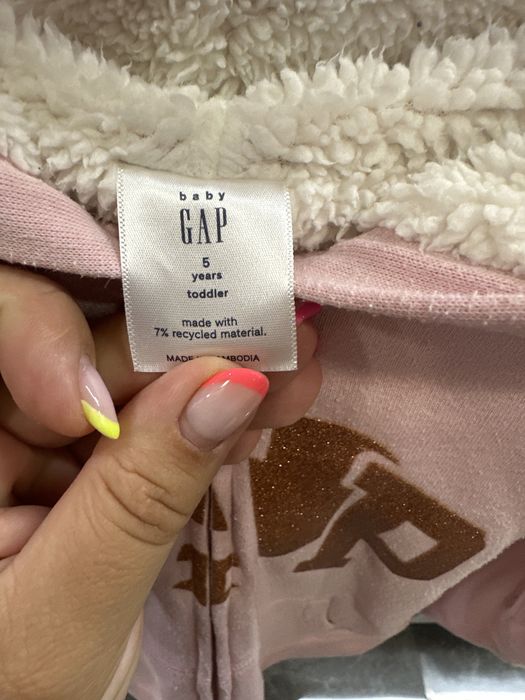 baby
GAP
5
years
toddler
made with
7% recycled material.
MADE
P